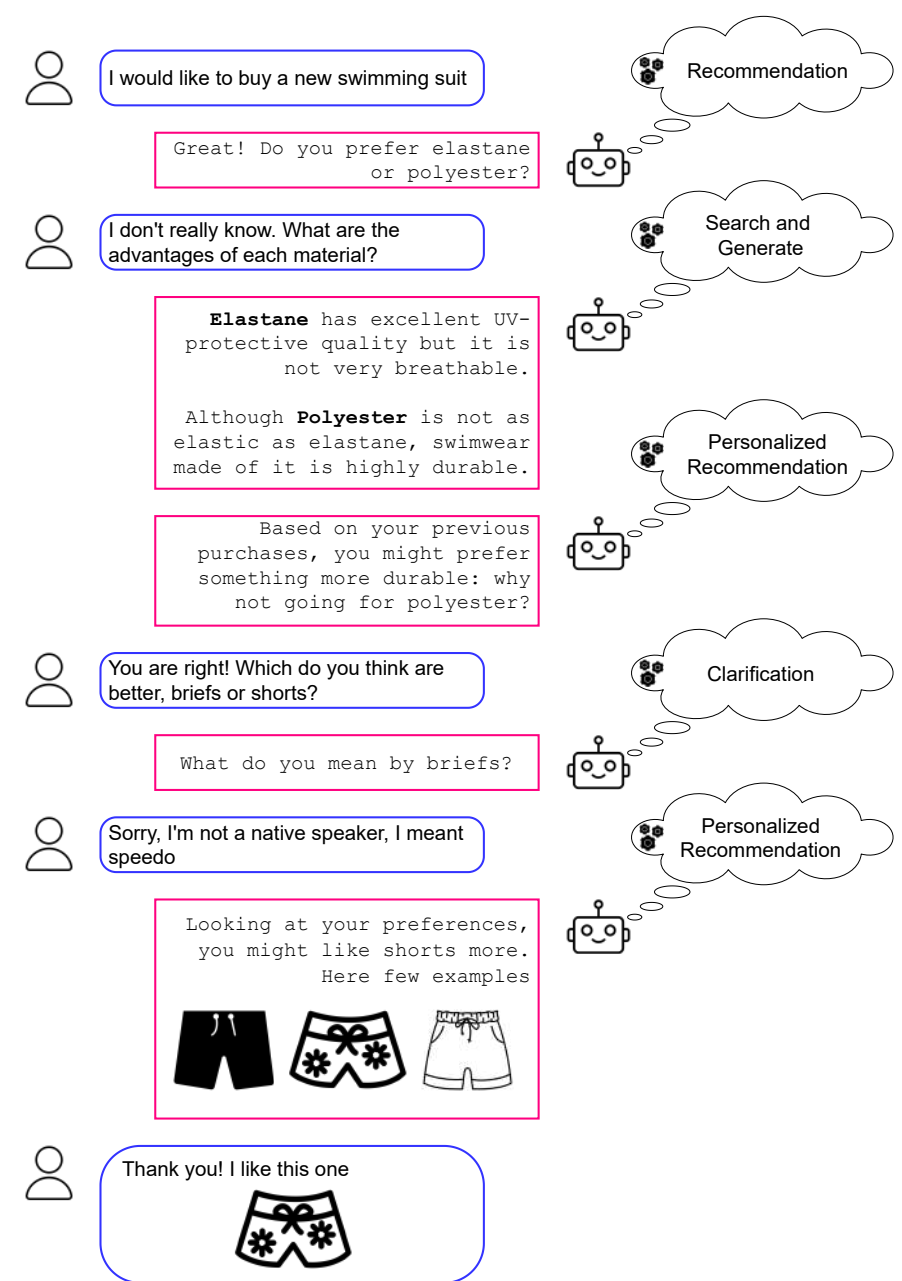 I would like to buy a new swimming suit
Recommendation
Great! Do you prefer elastane
or polyester?
I don't really know. What are the
advantages of each material?
Search and
Generate
Elastane has excellent UV-
protective quality but it is
not very breathable.
Although Polyester is not as
elastic as elastane, swimwear
made of it is highly durable.
Personalized
Recommendation
Based on your previous
purchases, you might prefer
something more durable: why
not going for polyester?
You are right! Which do you think are
better, briefs or shorts?
Clarification
What do you mean by briefs?
Sorry, I'm not a native speaker, I meant
speedo
Personalized
Recommendation
Looking at your preferences,
you might like shorts more.
Here few examples
Thank you! I like this one